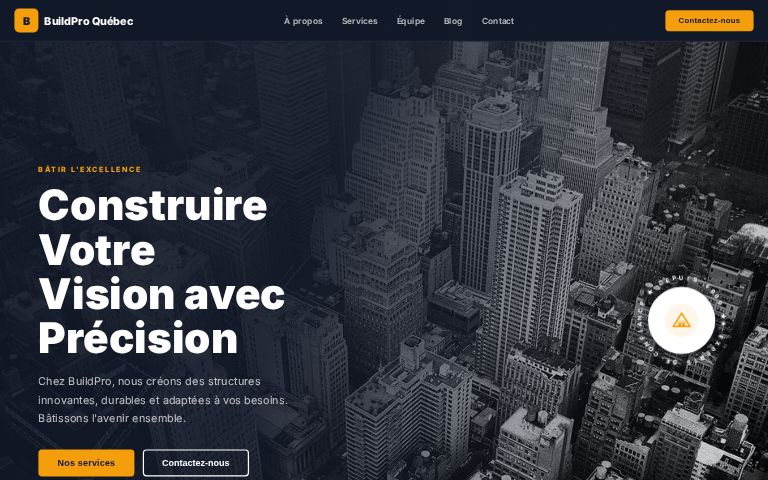 B BuildPro Québec
À propos Services Équipe Blog Contact
Contactez-nous
BÂTIR L'EXCELLENCE
Construire
Votre
Vision avec
Précision
Chez BuildPro, nous créons des structures
innovantes, durables et adaptées à vos besoins.
Bâtissons l'avenir ensemble.
Nos services
Contactez-nous